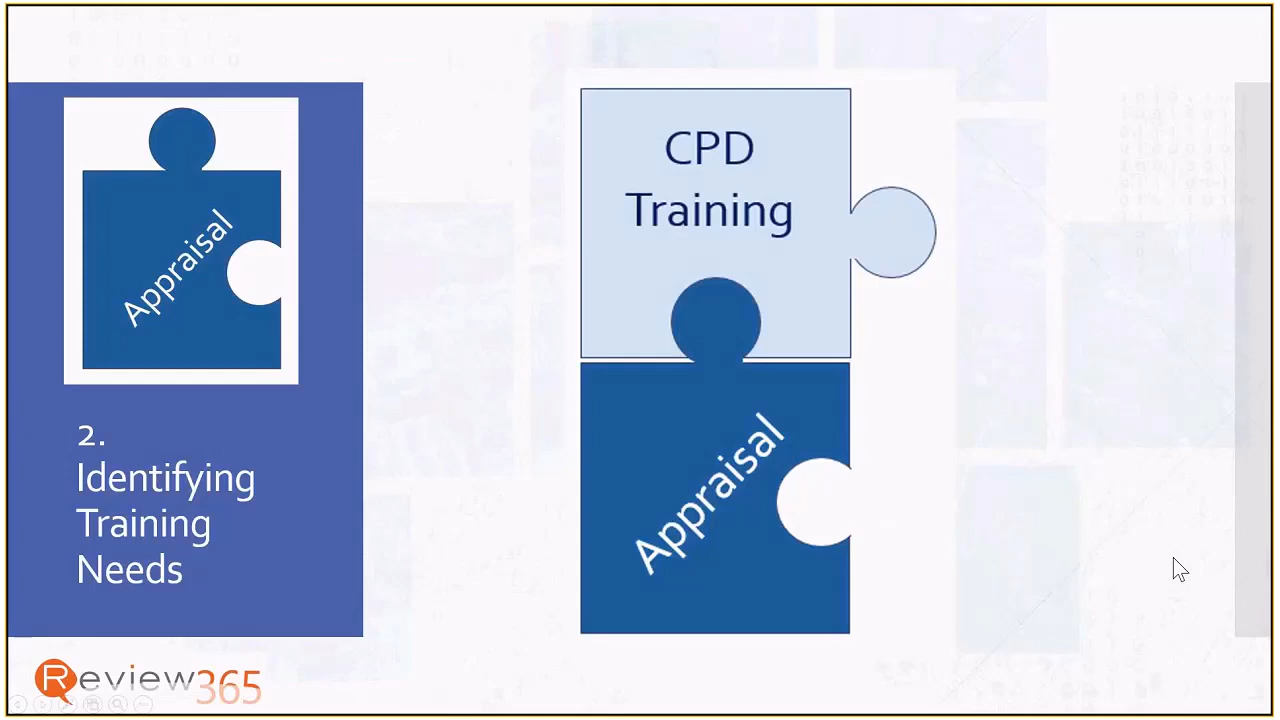 Appraisal
2.
Identifying
Training
Needs
CPD
Training
Appraisal
Review365